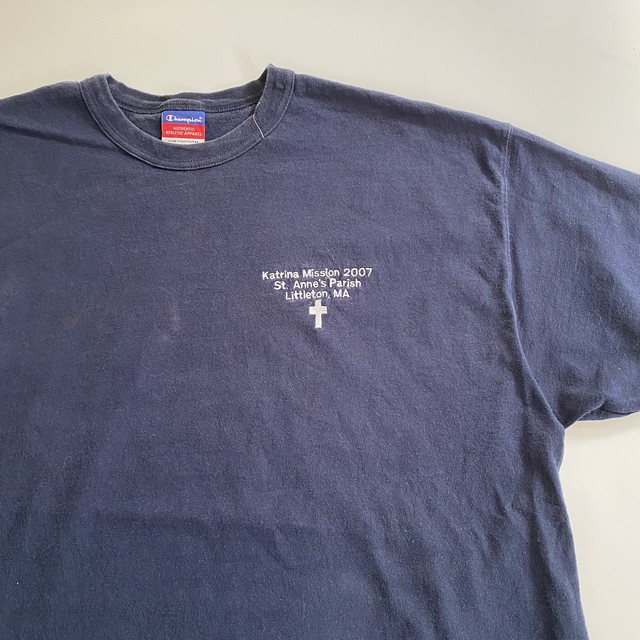 Champion
AUTHENTIC
ATHLETIC APPAREL
Katrina Mission 2007
St. Anne's Parish
Littleton, MA